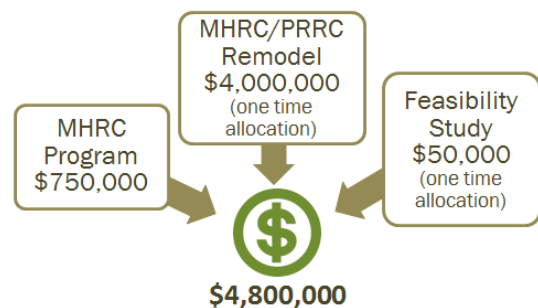 MHRC
Program
$750,000
MHRC/PRRC
Remodel
$4,000,000
(one time
allocation)
Feasibility
Study
$50,000
(one time
allocation)
$
$4,800,000